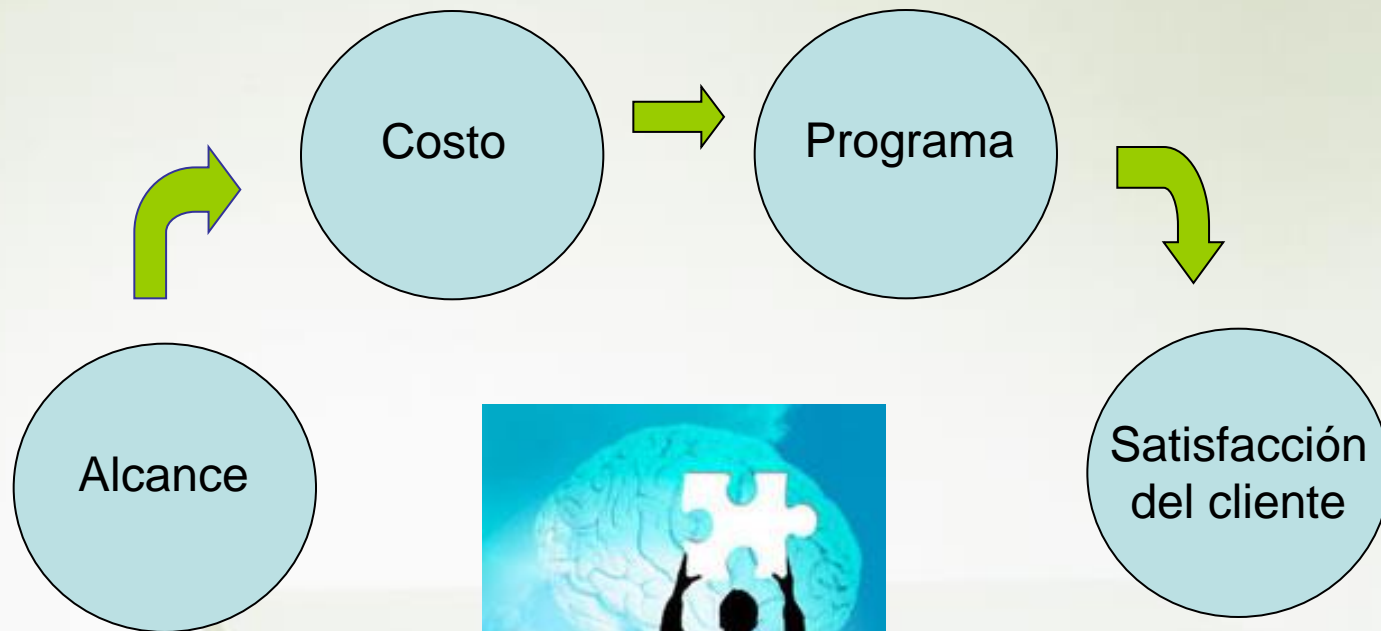 Costo
Programa
Alcance
Satisfacción
del cliente